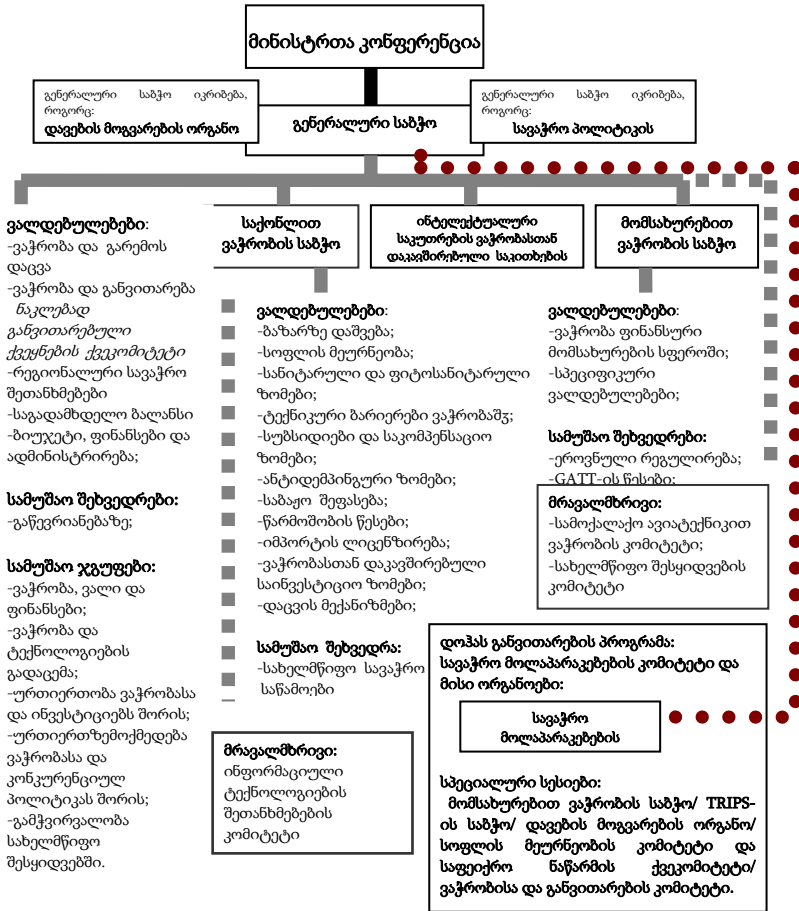 მინისტრთა კონფერენცია
გენერალური საბჭო იკრიბება,
როგორც:
დავების მოგვარების ორგანო
გენერალური საბჭო
გენერალური საბჭო იკრიბება,
როგორც:
სავაჭრო პოლიტიკის
ვალდებულებები:
-ვაჭრობა და გარემოს
დაცვა
-ვაჭრობა და განვითარება
ნაკლებად
განვითარებული
ქვეყნების ქვეკომიტეტი
-რეგიონალური სავაჭრო
შეთანხმებები
-საგადამხდელო ბალანსი
-ბიუჯეტი, ფინანსები და
ადმინისტრირება;
სამუშაო შეხვედრები:
-გაწევრიანებაზე;
სამუშაო ჯგუფები:
-ვაჭრობა, ვალი და
ფინანსები;
-ვაჭრობა და
ტექნოლოგიების
გადაცემა;
-ურთიერთობა ვაჭრობასა
და ინვესტიციებს შორის;
-ურთიერთზემოქმედება
ვაჭრობასა და
კონკურენციულ
პოლიტიკას შორის;
-გამჭვირვალობა
სახელმწიფო
შესყიდვებში.
საქონლით
ვაჭრობის საბჭო
ვალდებულებები:
-ბაზარზე დაშვება;
-სოფლის მეურნეობა;
-სანიტარული და ფიტოსანიტარული
ზომები;
-ტექნიკური ბარიერები ვაჭრობაშვ;
-სუბსიდიები და საკომპენსაციო
ზომები;
-ანტიდემპინგური ზომები;
-საბაჟო შეფასება;
-წარმოშობის წესები;
-იმპორტის ლიცენზირება;
-ვაჭრობასთან დაკავშირებული
საინვესტიციო ზომები;
-დაცვის მექანიზმები;
სამუშაო შეხვედრა:
-სახელმწიფო სავაჭრო
საწამოები
მრავალმხრივი:
ინფორმაციული
ტექნოლოგიების
შეთანხმებების
კომიტეტი
ინტელექტუალური
საკუთრების ვაჭრობასთან
დაკავშირებული საკითხების
მომსახურებით
ვაჭრობის საბჭო
ვალდებულებები:
-ვაჭრობა ფინანსური
მომსახურების სფეროში;
-სპეციფიკური
ვალდებულებები;
სამუშაო შეხვედრები:
-ეროვნული რეგულირება;
-GATT-ის წესები;
მრავალმხრივი:
-სამოქალაქო ავიატექნიკით
ვაჭრობის კომიტეტი;
-სახელმწიფო შესყიდვების
კომიტეტი
დოჰას განვითარების პროგრამა:
სავაჭრო მოლაპარაკებების კომიტეტი და
მისი ორგანოები:
სავაჭრო
მოლაპარაკებების
სპეციალური სესიები:
მომსახურებით ვაჭრობის საბჭო/ TRIPS-
ის საბჭო/ დავების მოგვარების ორგანო/
სოფლის მეურნეობის კომიტეტი და
საფეიქრო ნაწარმის ქვეკომიტეტი/
ვაჭრობისა და განვითარების კომიტეტი.